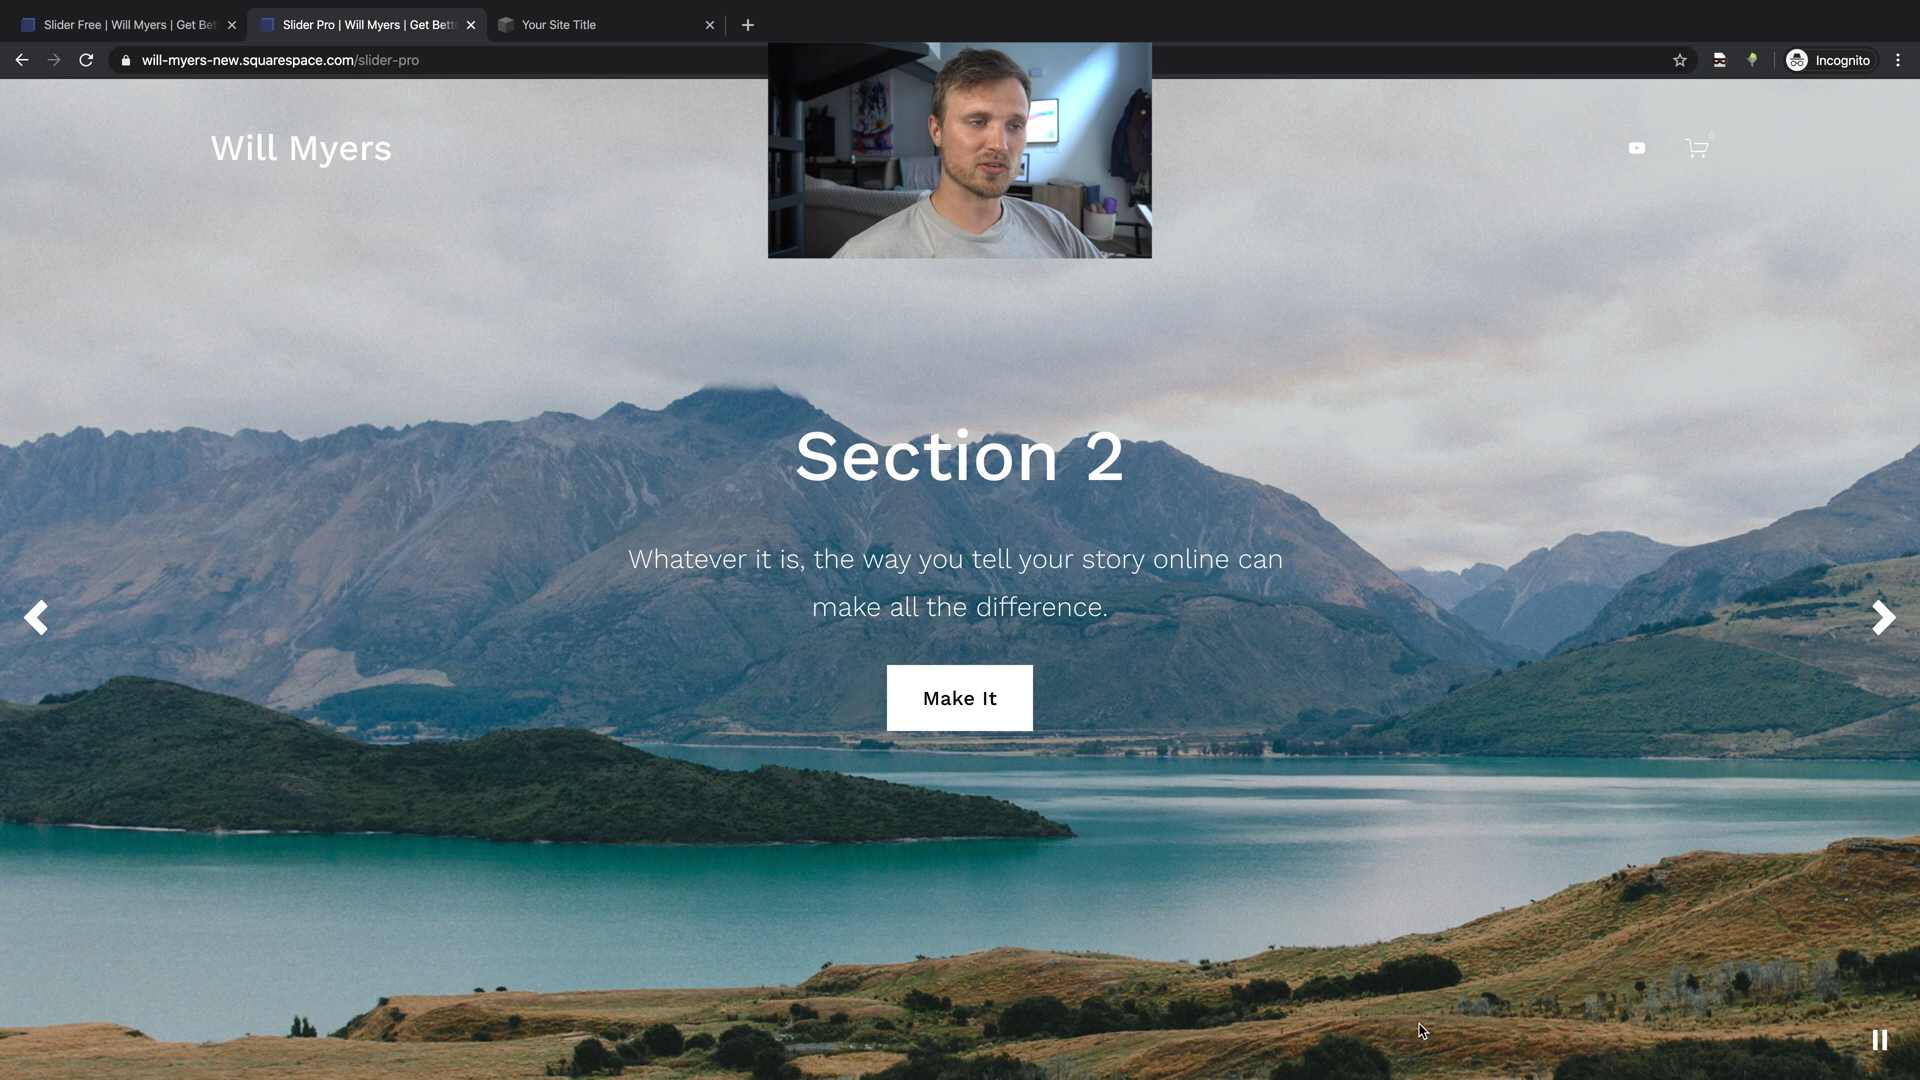 Slider Free | Will Myers | Get Be
Slider Pro | Will Myers | Get Bett
Your Site Title
will-myers-new.squarespace.com/slider-pro
Incognito
Will Myers
0
Section 2
Whatever it is, the way you tell your story online can
make all the difference.
Make It